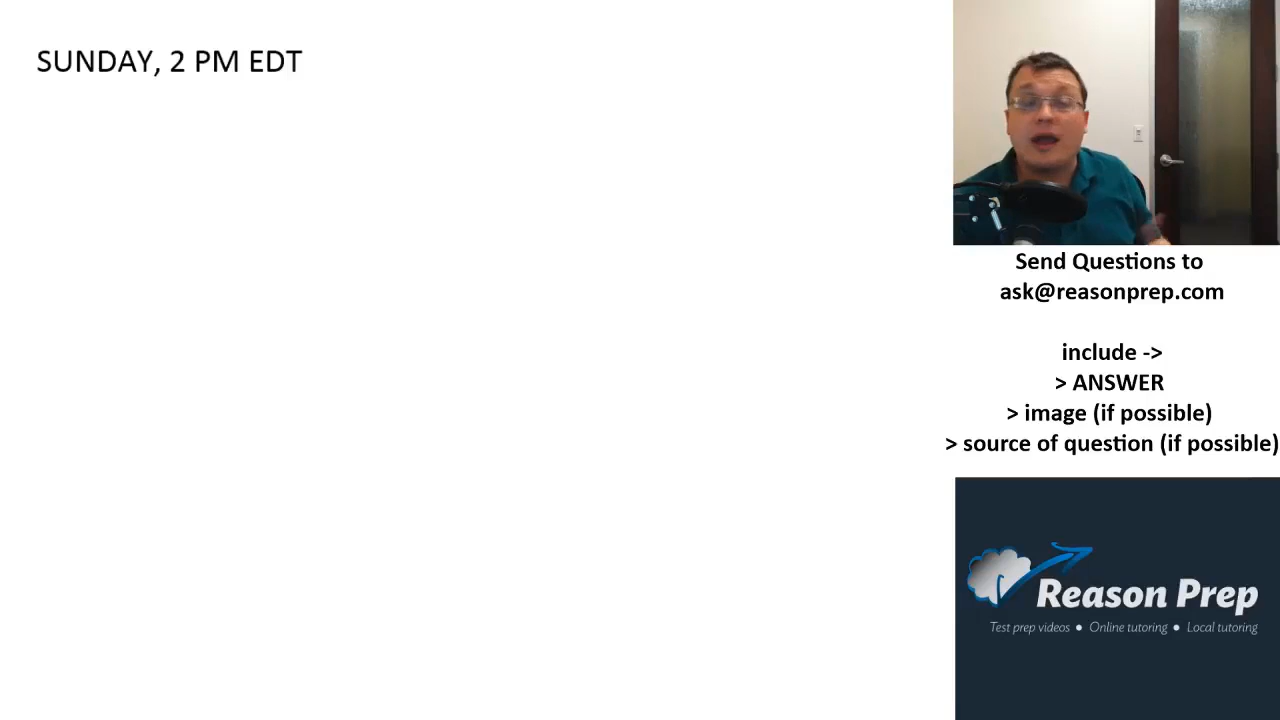 SUNDAY, 2 PM EDT
Send Questions to
ask@reasonprep.com
include ->
> ANSWER
> image (if possible)
> source of question (if possible)
Reason Prep
Test prep videos ● Online tutoring ● Local tutoring